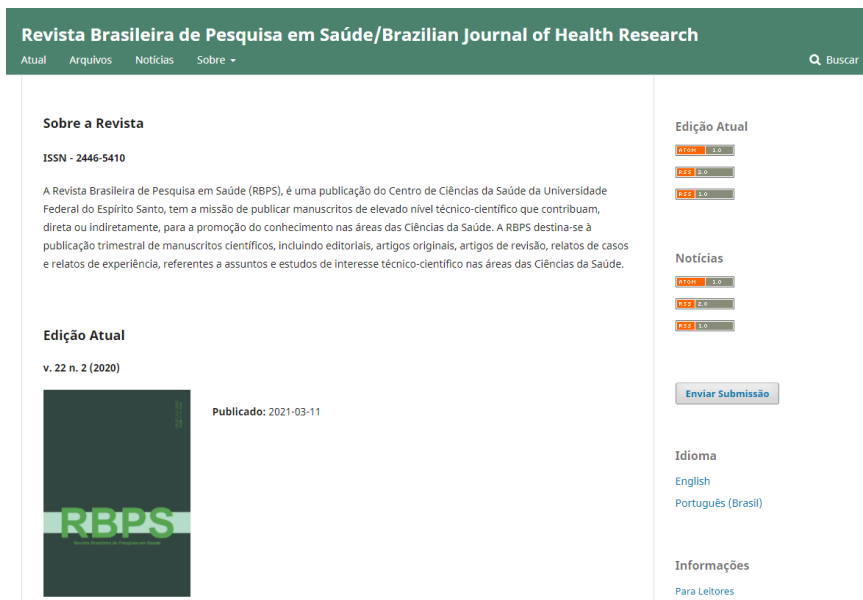 Revista Brasileira de Pesquisa em Saúde/Brazilian Journal of Health Research
Atual Arquivos Notícias Sobre
Buscar
Sobre a Revista
ISSN - 2446-5410
A Revista Brasileira de Pesquisa em Saúde (RBPS), é uma publicação do Centro de Ciências da Saúde da Universidade
Federal do Espírito Santo, tem a missão de publicar manuscritos de elevado nível técnico-científico que contribuam,
direta ou indiretamente, para a promoção do conhecimento nas áreas das Ciências da Saúde. A RBPS destina-se à
publicação trimestral de manuscritos científicos, incluindo editoriais, artigos originais, artigos de revisão, relatos de casos
e relatos de experiência, referentes a assuntos e estudos de interesse técnico-científico nas áreas das Ciências da Saúde.
Edição Atual
v. 22 n. 2 (2020)
Publicado: 2021-03-11
RBPS
Revista Brasileira de Pesquisa em Saúde
Edição Atual
ATOM 1.0
RSS 2.0
RSS 1.0
Notícias
ATOM 1.0
RSS 2.0
RSS 1.0
Enviar Submissão
Idioma
English
Português (Brasil)
Informações
Para Leitores